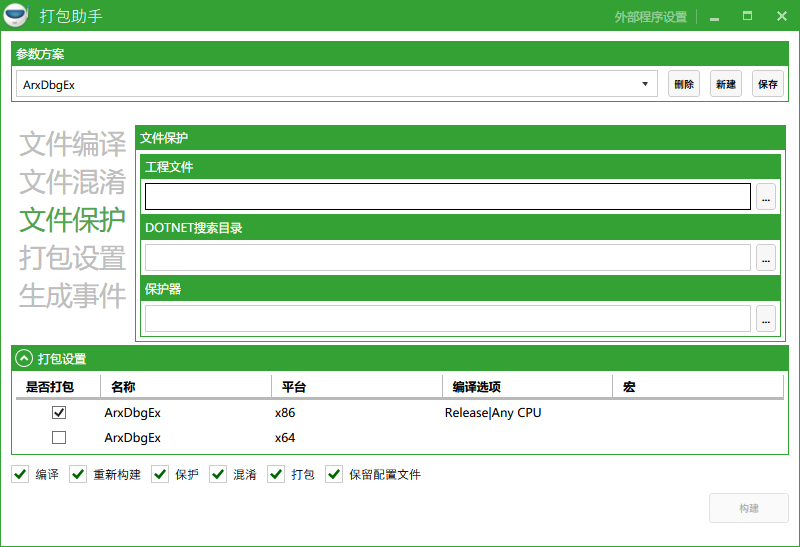 打包助手 外部程序设置
参数方案
ArxDbgEx 删除 新建 保存
文件编译
文件混淆
文件保护
打包设置
生成事件
文件保护
工程文件
...
DOTNET搜索目录
...
保护器
...
打包设置
是否打包 名称 平台 编译选项 宏
ArxDbgEx x86 Release|Any CPU
ArxDbgEx x64
编译 重新构建 保护 混淆 打包 保留配置文件
构建